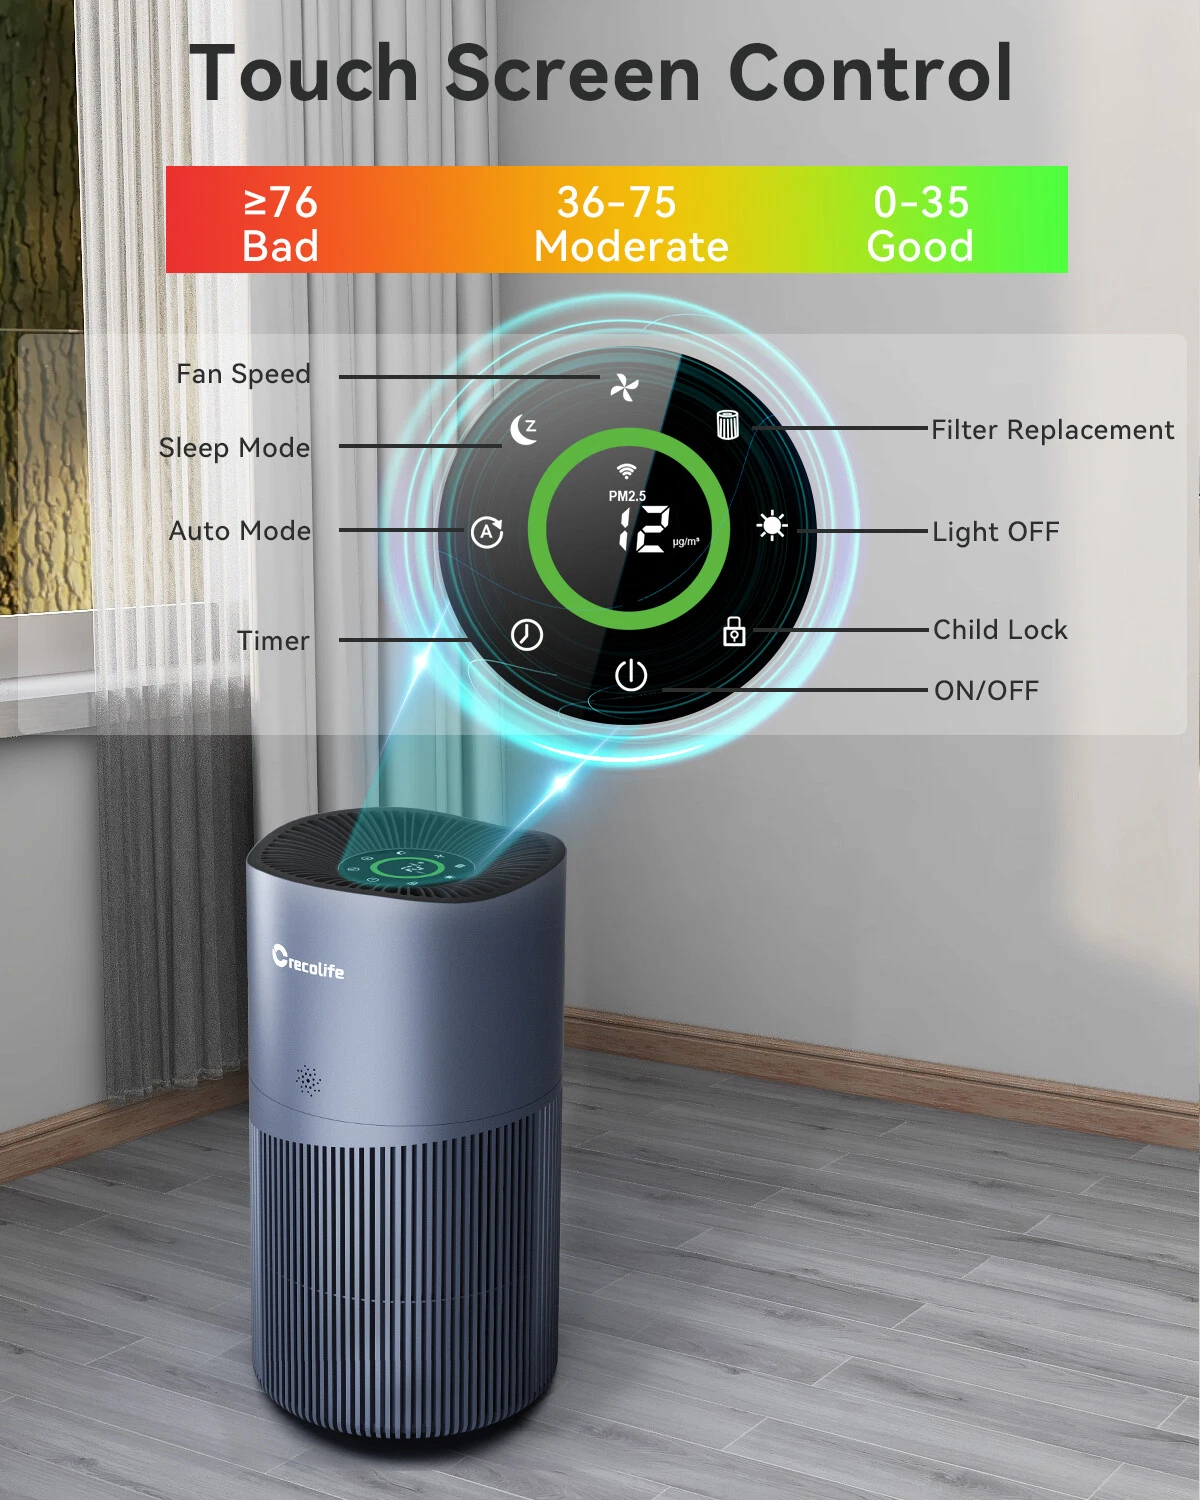 Touch Screen Control
≥76
Bad
36-75
Moderate
0-35
Good
Fan Speed
Sleep Mode
Auto Mode
Timer
Z
A
PM2.5
12
μg/m³
Filter Replacement
Light OFF
Child Lock
ON/OFF
12
Crecolife